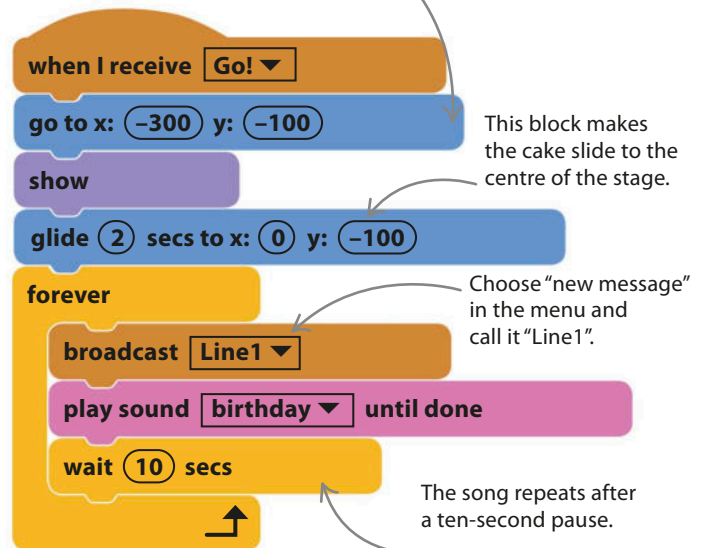 when I receive Go!
go to x: –300 y: –100
This block makes
the cake slide to the
centre of the stage.
show
glide 2 secs to x: 0 y: –100
forever
Choose “new message”
in the menu and
call it “Line1”.
broadcast Line1
play sound birthday until done
wait 10 secs
The song repeats after
a ten-second pause.